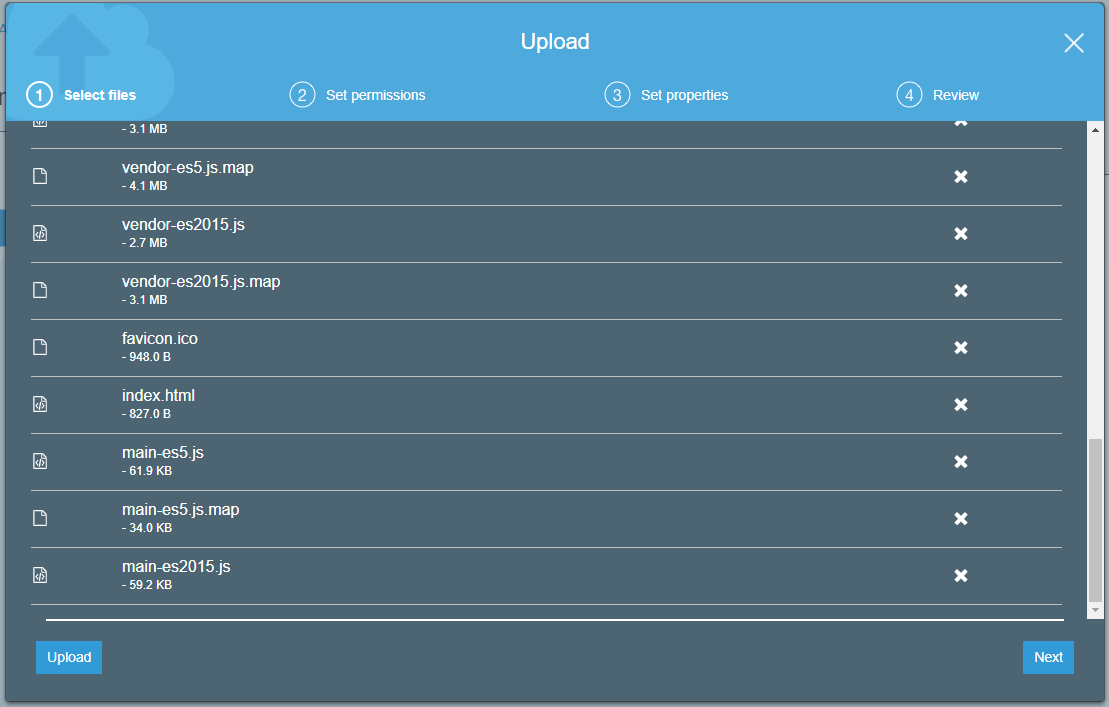 Upload
1 Select files
2 Set permissions
3 Set properties
4 Review
- 3.1 MB
vendor-es5.js.map
- 4.1 MB
vendor-es2015.js
- 2.7 MB
vendor-es2015.js.map
- 3.1 MB
favicon.ico
- 948.0 B
index.html
- 827.0 B
main-es5.js
- 61.9 KB
main-es5.js.map
- 34.0 KB
main-es2015.js
- 59.2 KB
Upload
Next